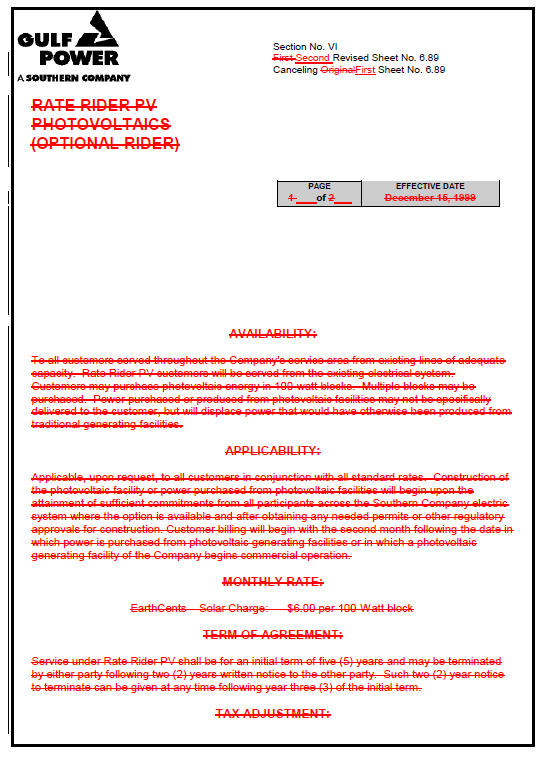 GULF
POWER
A SOUTHERN COMPANY
Section No. VI
First Second Revised Sheet No. 6.89
Canceling OriginalFirst Sheet No. 6.89
RATE RIDER PV
PHOTOVOLTAICS
(OPTIONAL RIDER)
PAGE EFFECTIVE DATE
1 of 2 December 15, 1999
AVAILABILITY:
To all customers served throughout the Company's service area from existing lines of adequate
capacity. Rate Rider PV customers will be served from the existing electrical system.
Customers may purchase photovoltaic energy in 100 watt blocks. Multiple blocks may be
purchased. Power purchased or produced from photovoltaic facilities may not be specifically
delivered to the customer, but will displace power that would have otherwise been produced from
traditional generating facilities.
APPLICABILITY:
Applicable, upon request, to all customers in conjunction with all standard rates. Construction of
the photovoltaic facility or power purchased from photovoltaic facilities will begin upon the
attainment of sufficient commitments from all participants across the Southern Company electric
system where the option is available and after obtaining any needed permits or other regulatory
approvals for construction. Customer billing will begin with the second month following the date in
which power is purchased from photovoltaic generating facilities or in which a photovoltaic
generating facility of the Company begins commercial operation.
MONTHLY RATE:
EarthCents Solar Charge: $6.00 per 100 Watt block
TERM OF AGREEMENT:
Service under Rate Rider PV shall be for an initial term of five (5) years and may be terminated
by either party following two (2) years written notice to the other party. Such two (2) year notice
to terminate can be given at any time following year three (3) of the initial term.
TAX ADJUSTMENT: